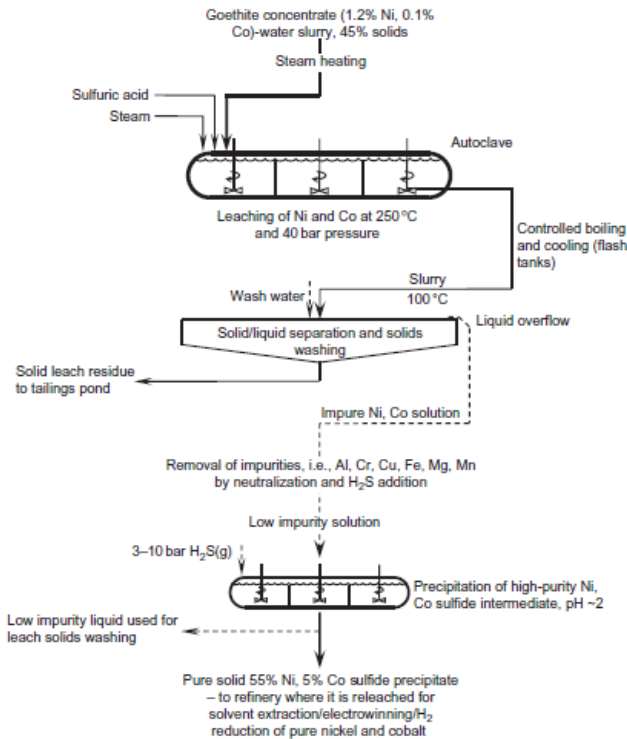 Goethite concentrate (1.2% Ni, 0.1%
Co)-water slurry, 45% solids
Steam heating
Sulfuric acid
Steam
Autoclave
Leaching of Ni and Co at 250 °C
and 40 bar pressure
Controlled boiling
and cooling (flash
tanks)
Slurry
100 °C
Wash water
Liquid overflow
Solid/liquid separation and solids
washing
Solid leach residue
to tailings pond
Impure Ni, Co solution
Removal of impurities, i.e., Al, Cr, Cu, Fe, Mg, Mn
by neutralization and H₂S addition
Low impurity solution
3–10 bar H₂S(g)
Precipitation of high-purity Ni,
Co sulfide intermediate, pH ~2
Low impurity liquid used for
leach solids washing
Pure solid 55% Ni, 5% Co sulfide precipitate
– to refinery where it is releached for
solvent extraction/electrowinning/H₂
reduction of pure nickel and cobalt